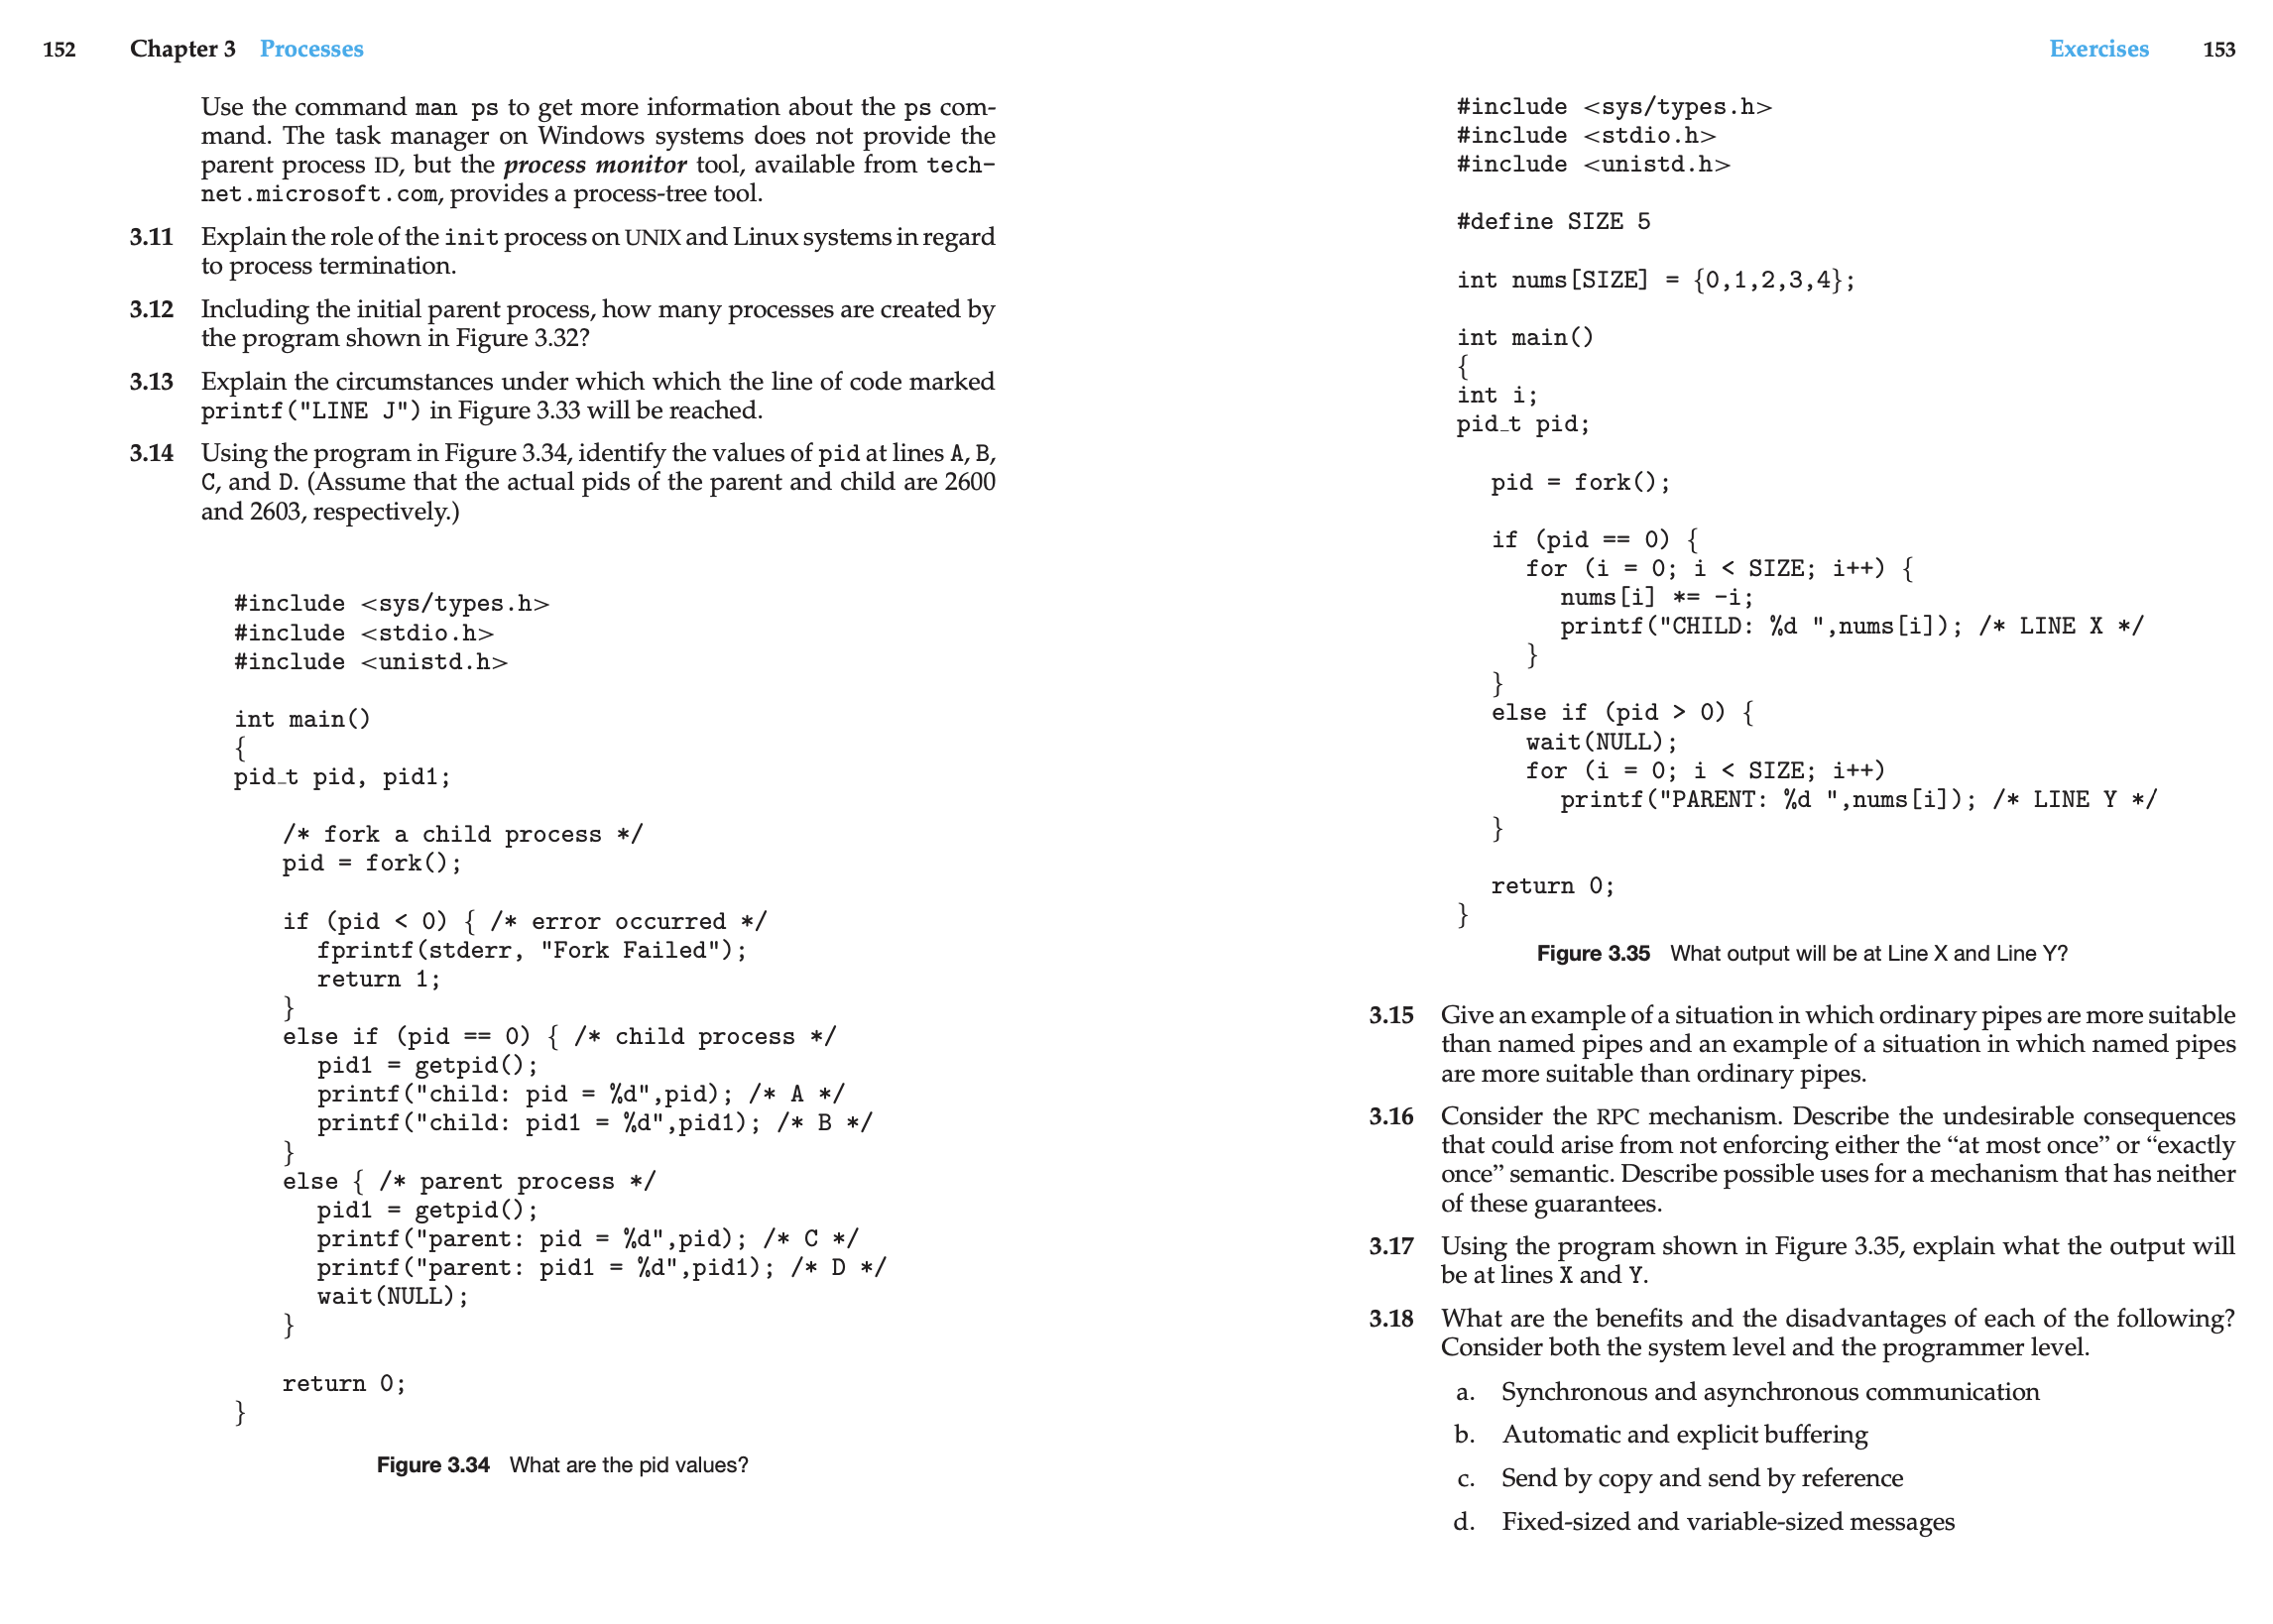 152 Chapter 3 Processes
Use the command man ps to get more information about the ps com-
mand. The task manager on Windows systems does not provide the
parent process ID, but the process monitor tool, available from tech-
net.microsoft.com, provides a process-tree tool.
3.11 Explain the role of the init process on UNIX and Linux systems in regard
to process termination.
3.12 Including the initial parent process, how many processes are created by
the program shown in Figure 3.32?
3.13 Explain the circumstances under which which the line of code marked
printf("LINE J") in Figure 3.33 will be reached.
3.14 Using the program in Figure 3.34, identify the values of pid at lines A, B,
C, and D. (Assume that the actual pids of the parent and child are 2600
and 2603, respectively.)
#include <sys/types.h>
#include <stdio.h>
#include <unistd.h>
int main()
{
pid_t pid, pid1;
/* fork a child process */
pid = fork();
if (pid < 0) { /* error occurred */
fprintf(stderr, "Fork Failed");
return 1;
}
else if (pid == 0) { /* child process */
pid1 = getpid();
printf("child: pid = %d",pid); /* A */
printf("child: pid1 = %d",pid1); /* B */
}
else { /* parent process */
pid1 = getpid();
printf("parent: pid = %d",pid); /* C */
printf("parent: pid1 = %d",pid1); /* D */
wait(NULL);
}
return 0;
}
Figure 3.34 What are the pid values?
Exercises 153
#include <sys/types.h>
#include <stdio.h>
#include <unistd.h>
#define SIZE 5
int nums[SIZE] = {0,1,2,3,4};
int main()
{
int i;
pid_t pid;
pid = fork();
if (pid == 0) {
for (i = 0; i < SIZE; i++) {
nums[i] *= -i;
printf("CHILD: %d ",nums[i]); /* LINE X */
}
}
else if (pid > 0) {
wait(NULL);
for (i = 0; i < SIZE; i++)
printf("PARENT: %d ",nums[i]); /* LINE Y */
}
return 0;
}
Figure 3.35 What output will be at Line X and Line Y?
3.15 Give an example of a situation in which ordinary pipes are more suitable
than named pipes and an example of a situation in which named pipes
are more suitable than ordinary pipes.
3.16 Consider the RPC mechanism. Describe the undesirable consequences
that could arise from not enforcing either the “at most once” or “exactly
once” semantic. Describe possible uses for a mechanism that has neither
of these guarantees.
3.17 Using the program shown in Figure 3.35, explain what the output will
be at lines X and Y.
3.18 What are the benefits and the disadvantages of each of the following?
Consider both the system level and the programmer level.
a. Synchronous and asynchronous communication
b. Automatic and explicit buffering
c. Send by copy and send by reference
d. Fixed-sized and variable-sized messages